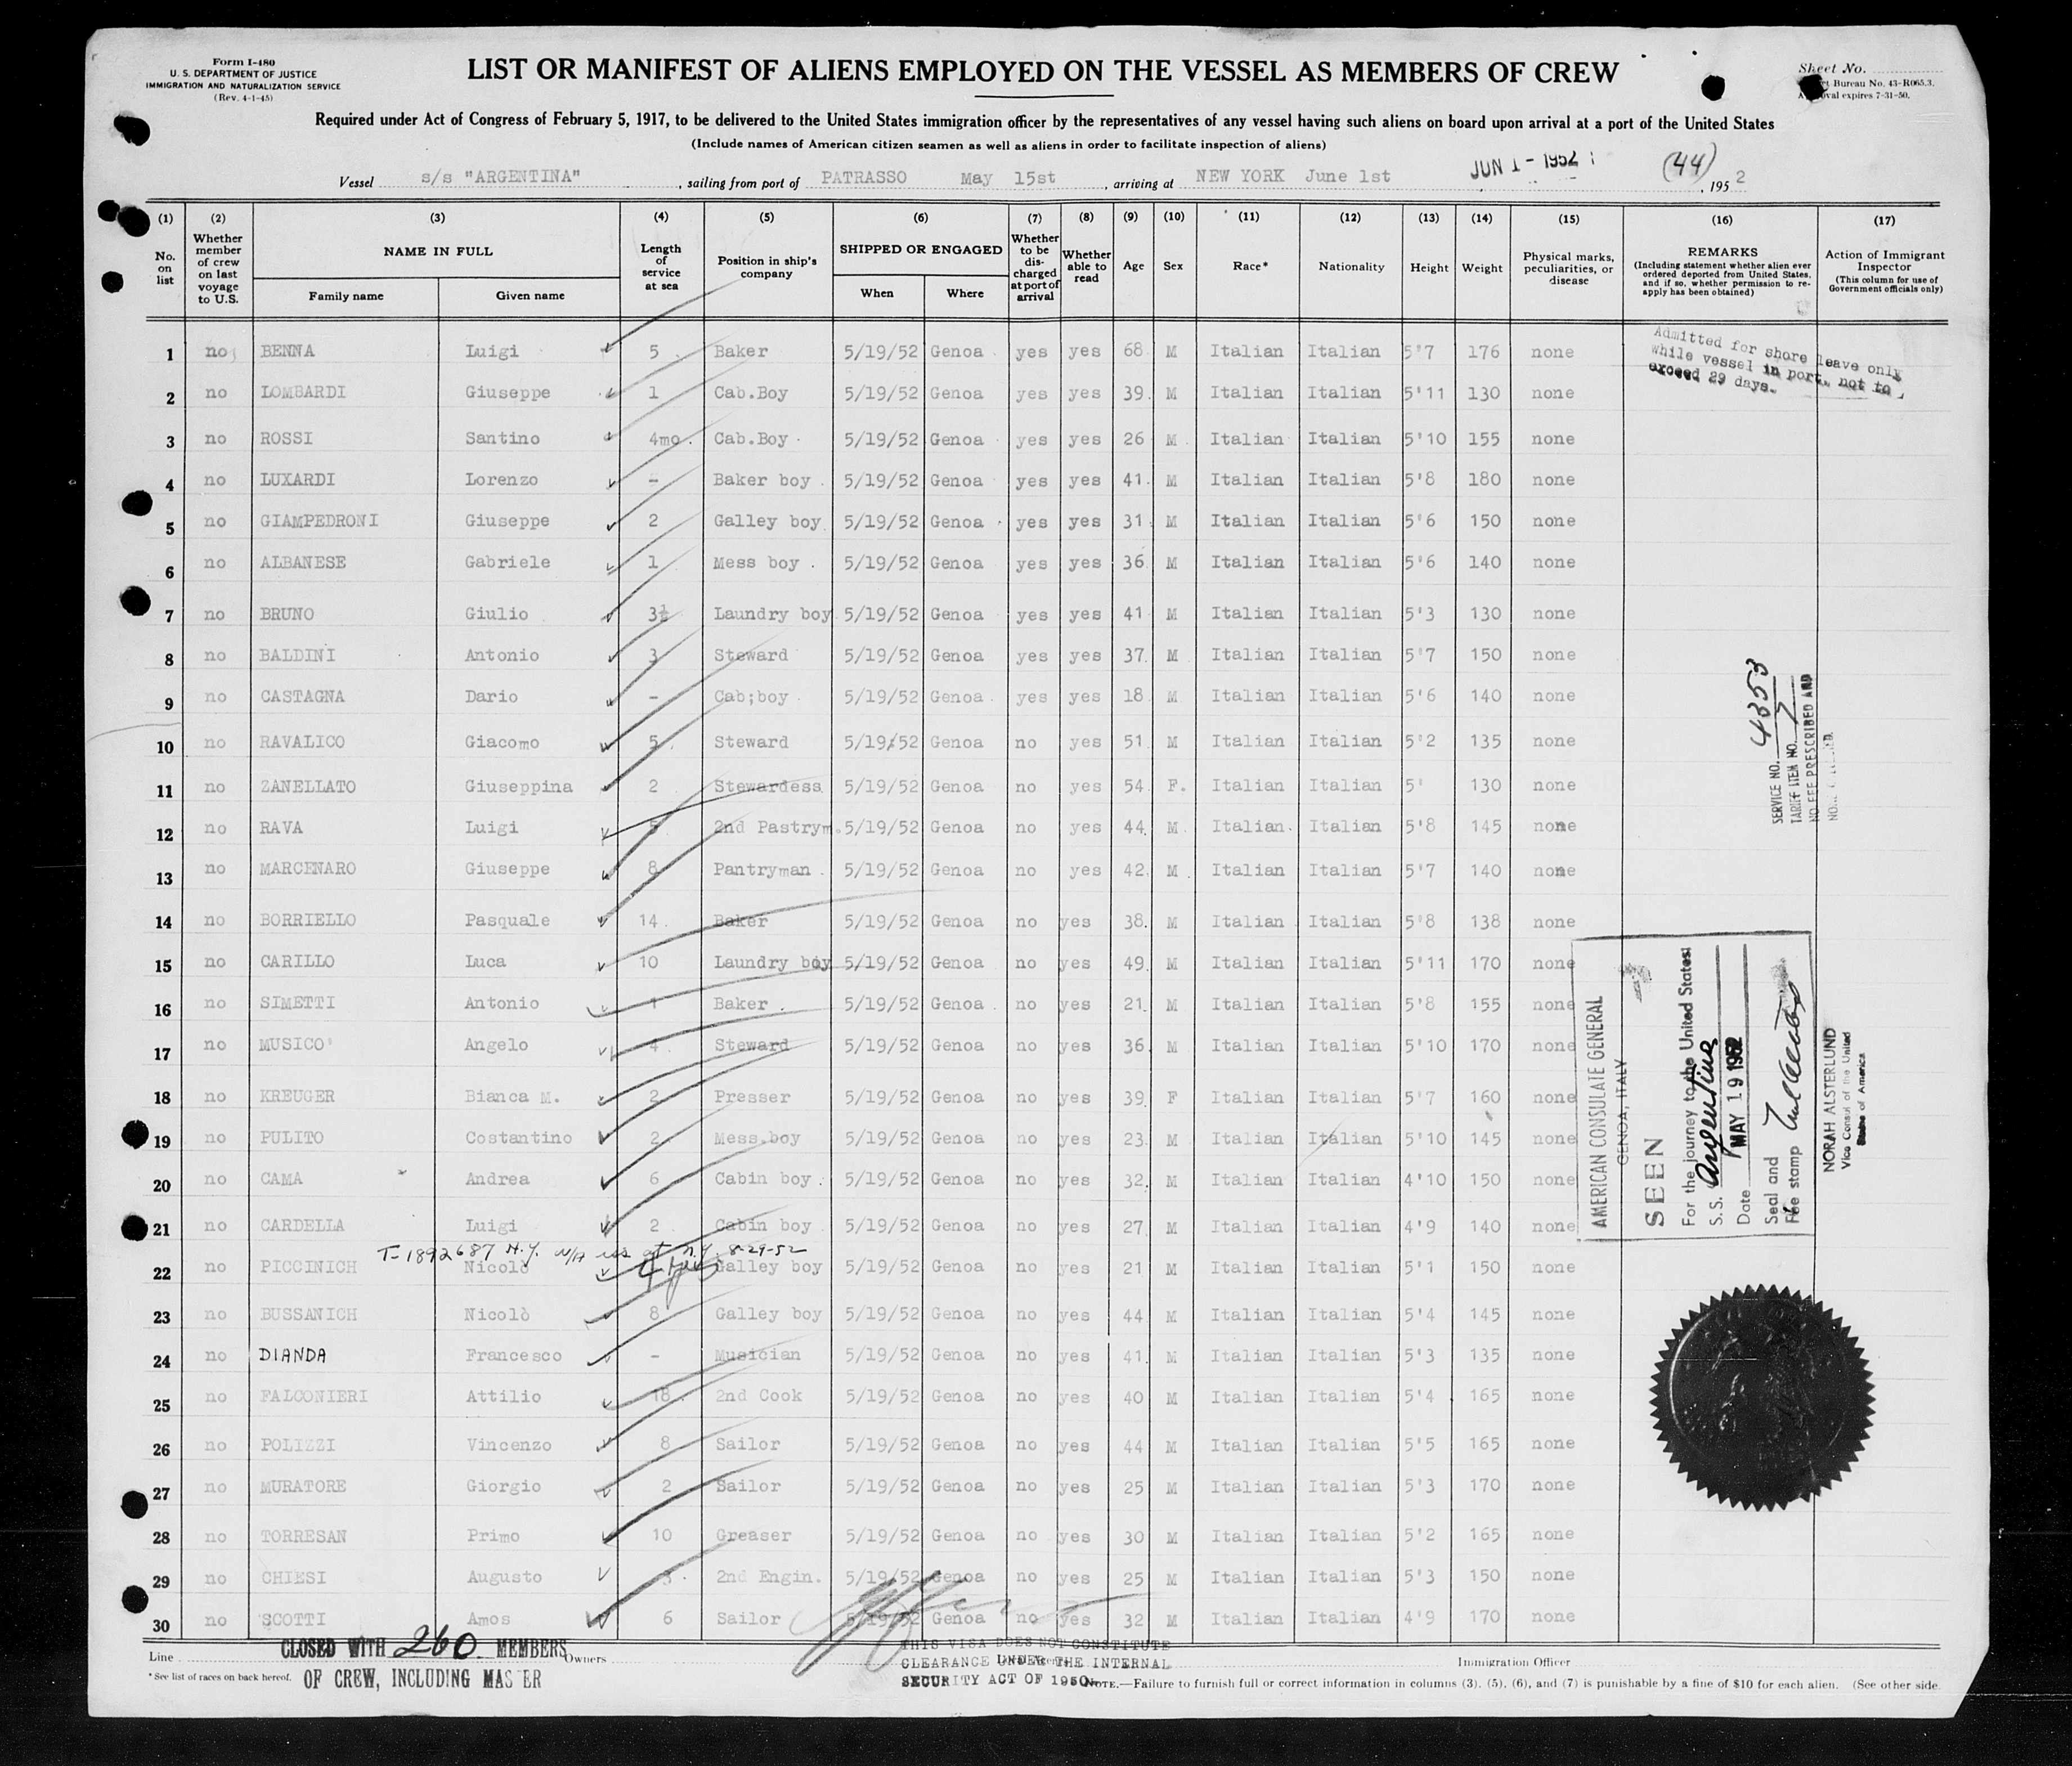 Form I-480
U. S. DEPARTMENT OF JUSTICE
IMMIGRATION AND NATURALIZATION SERVICE
(Rev. 4-1-45)
LIST OR MANIFEST OF ALIENS EMPLOYED ON THE VESSEL AS MEMBERS OF CREW
Sheet No.
Bureau No. 43-R065.3.
Approval expires 7-31-50.
Required under Act of Congress of February 5, 1917, to be delivered to the United States immigration officer by the representatives of any vessel having such aliens on board upon arrival at a port of the United States
(Include names of American citizen seamen as well as aliens in order to facilitate inspection of aliens)
JUN 1 - 1952 (44)
Vessel s/s "ARGENTINA", sailing from port of PATRASSO May 15st, arriving at NEW YORK June 1st, 1952
(1) (2) (3) (4) (5) (6) (7) (8) (9) (10) (11) (12) (13) (14) (15) (16) (17)
No. on list
Whether member of crew on last voyage to U.S.
NAME IN FULL
Family name Given name
Length of service at sea
Position in ship's company
SHIPPED OR ENGAGED
When Where
Whether to be discharged at port of arrival
Whether able to read
Age
Sex
Race*
Nationality
Height
Weight
Physical marks, peculiarities, or disease
REMARKS
(Including statement whether alien ever ordered deported from United States, and if so, whether permission to reapply has been obtained)
Action of Immigrant Inspector
(This column for use of Government officials only)
1 no BENNA Luigi 5 Baker 5/19/52 Genoa yes yes 68 M Italian Italian 5'7 176 none
2 no LOMBARDI Giuseppe 1 Cab.Boy 5/19/52 Genoa yes yes 39 M Italian Italian 5'11 130 none
3 no ROSSI Santino 4mo. Cab.Boy 5/19/52 Genoa yes yes 26 M Italian Italian 5'10 155 none
4 no LUXARDI Lorenzo - Baker boy 5/19/52 Genoa yes yes 41 M Italian Italian 5'8 180 none
5 no GIAMPEDRONI Giuseppe 2 Galley boy 5/19/52 Genoa yes yes 31 M Italian Italian 5'6 150 none
6 no ALBANESE Gabriele 1 Mess boy 5/19/52 Genoa yes yes 36 M Italian Italian 5'6 140 none
7 no BRUNO Giulio 3½ Laundry boy 5/19/52 Genoa yes yes 41 M Italian Italian 5'3 130 none
8 no BALDINI Antonio 3 Steward 5/19/52 Genoa yes yes 37 M Italian Italian 5'7 150 none
9 no CASTAGNA Dario - Cab;boy 5/19/52 Genoa yes yes 18 M Italian Italian 5'6 140 none
10 no RAVALICO Giacomo 5 Steward 5/19/52 Genoa no yes 51 M Italian Italian 5'2 135 none
11 no ZANELLATO Giuseppina 2 Stewardess 5/19/52 Genoa no yes 54 F. Italian Italian 5' 130 none
12 no RAVA Luigi 5 2nd Pastrym. 5/19/52 Genoa no yes 44 M Italian Italian 5'8 145 none
13 no MARCENARO Giuseppe 8 Pantryman 5/19/52 Genoa no yes 42 M Italian Italian 5'7 140 none
14 no BORRIELLO Pasquale 14 Baker 5/19/52 Genoa no yes 38 M Italian Italian 5'8 138 none
15 no CARILLO Luca 10 Laundry boy 5/19/52 Genoa no yes 49 M Italian Italian 5'11 170 none
16 no SIMETTI Antonio 1 Baker 5/19/52 Genoa no yes 21 M Italian Italian 5'8 155 none
17 no MUSICO' Angelo 4 Steward 5/19/52 Genoa no yes 36 M Italian Italian 5'10 170 none
18 no KREUGER Bianca M. 2 Presser 5/19/52 Genoa no yes 39 F Italian Italian 5'7 160 none
19 no PULITO Costantino 2 Mess.boy 5/19/52 Genoa no yes 23 M Italian Italian 5'10 145 none
20 no CAMA Andrea 6 Cabin boy 5/19/52 Genoa no yes 32 M Italian Italian 4'10 150 none
21 no CARDELLA Luigi 2 Cabin boy 5/19/52 Genoa no yes 27 M Italian Italian 4'9 140 none
T-1892687 N.Y. at N.Y. 8-29-52
22 no PICCINICH Nicolò Galley boy 5/19/52 Genoa no yes 21 M Italian Italian 5'1 150 none
23 no BUSSANICH Nicolò 8 Galley boy 5/19/52 Genoa no yes 44 M Italian Italian 5'4 145 none
24 no DIANDA Francesco - Musician 5/19/52 Genoa no yes 41 M Italian Italian 5'3 135 none
25 no FALCONIERI Attilio 18 2nd Cook 5/19/52 Genoa no yes 40 M Italian Italian 5'4 165 none
26 no POLIZZI Vincenzo 8 Sailor 5/19/52 Genoa no yes 44 M Italian Italian 5'5 165 none
27 no MURATORE Giorgio 2 Sailor 5/19/52 Genoa no yes 25 M Italian Italian 5'3 170 none
28 no TORRESAN Primo 10 Greaser 5/19/52 Genoa no yes 30 M Italian Italian 5'2 165 none
29 no CHIESI Augusto 3 2nd Engin. 5/19/52 Genoa no yes 25 M Italian Italian 5'3 150 none
30 no SCOTTI Amos 6 Sailor 5/19/52 Genoa no yes 32 M Italian Italian 4'9 170 none
Admitted for shore leave only
while vessel in port, not to
exceed 29 days.
SERVICE NO. 4353
TARIFF ITEM NO. 7
NO FEE PRESCRIBED AND
AMERICAN CONSULATE GENERAL
GENOA, ITALY
SEEN
For the journey to the United States
S. S. Argentina
Date MAY 19 1952
Seal and
Fee stamp
NORAH ALSTERLUND
Vice Consul of the United
States of America
Line
CLOSED WITH 260 MEMBERS
OF CREW, INCLUDING MASTER
Owners
THIS VISA DOES NOT CONSTITUTE
CLEARANCE UNDER THE INTERNAL
SECURITY ACT OF 1950.
Immigration Officer
*See list of races on back hereof.
NOTE.—Failure to furnish full or correct information in columns (3), (5), (6), and (7) is punishable by a fine of $10 for each alien. (See other side.